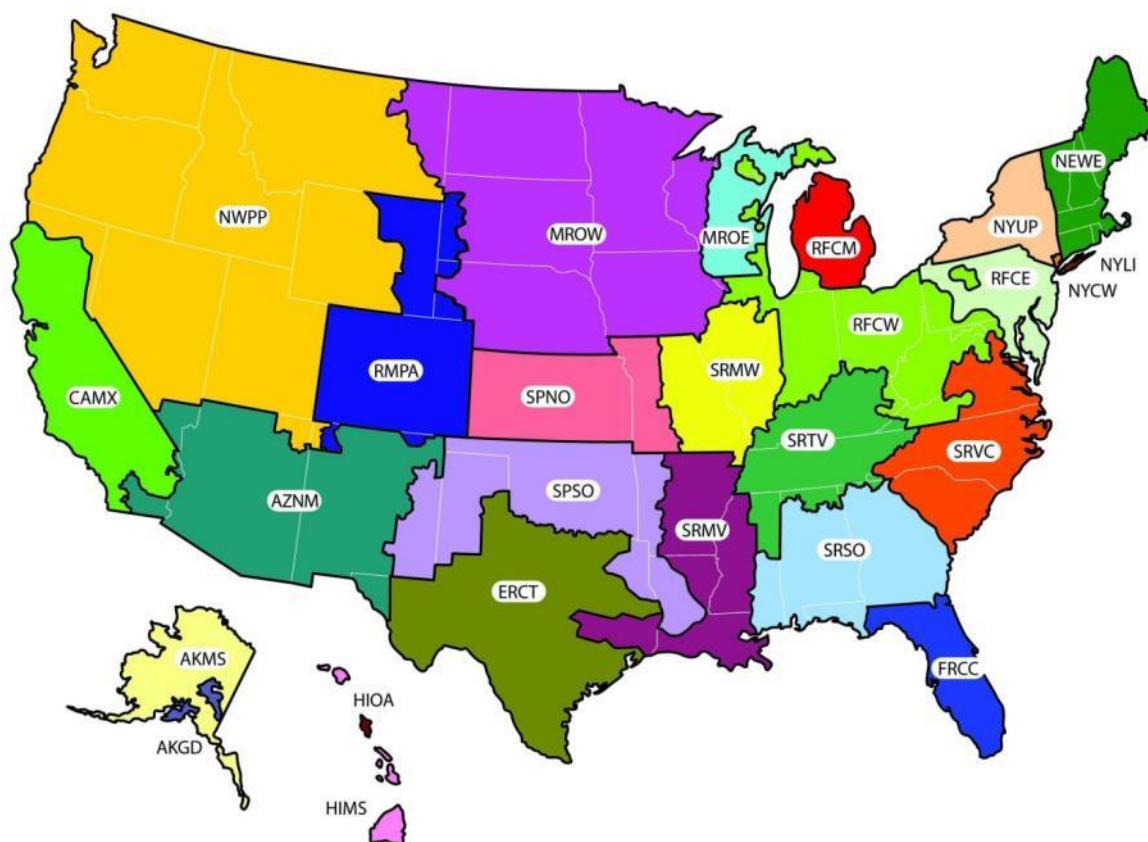 NEWE
NWPP
NYUP
MROW
MROE
RFCM
NYLI
RFCE
NYCW
RFCW
RMPA
SRMW
CAMX
SPNO
SRTV
SRVC
AZNM
SPSO
SRMV
SRSO
ERCT
AKMS
FRCC
HIOA
AKGD
HIMS